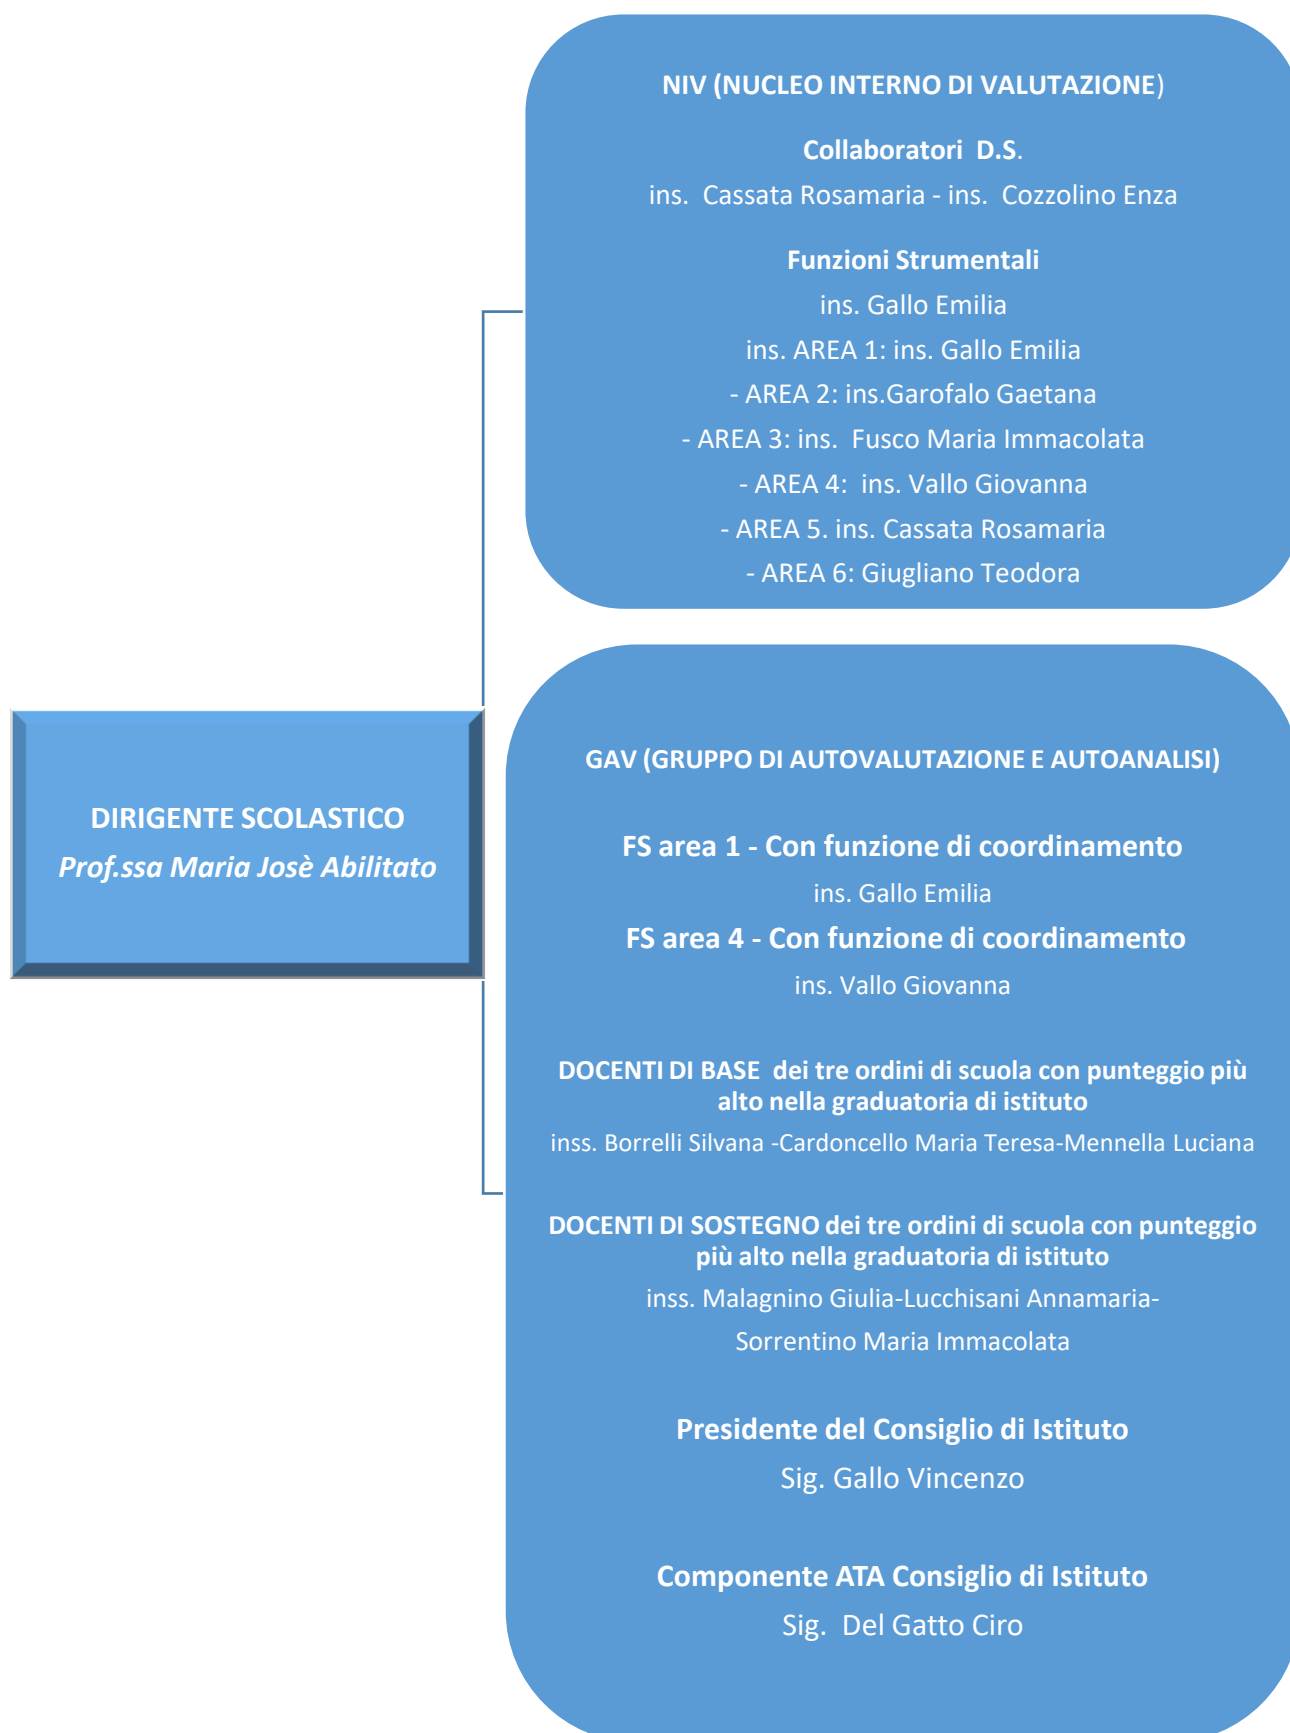 NIV (NUCLEO INTERNO DI VALUTAZIONE)
Collaboratori  D.S.
ins.  Cassata Rosamaria - ins.  Cozzolino Enza
Funzioni Strumentali
ins. Gallo Emilia
ins. AREA 1: ins. Gallo Emilia
- AREA 2: ins.Garofalo Gaetana
- AREA 3: ins.  Fusco Maria Immacolata
- AREA 4:  ins. Vallo Giovanna
- AREA 5. ins. Cassata Rosamaria
- AREA 6: Giugliano Teodora
DIRIGENTE SCOLASTICO
Prof.ssa Maria Josè Abilitato
GAV (GRUPPO DI AUTOVALUTAZIONE E AUTOANALISI)
FS area 1 - Con funzione di coordinamento
ins. Gallo Emilia
FS area 4 - Con funzione di coordinamento
ins. Vallo Giovanna
DOCENTI DI BASE  dei tre ordini di scuola con punteggio più
alto nella graduatoria di istituto
inss. Borrelli Silvana -Cardoncello Maria Teresa-Mennella Luciana
DOCENTI DI SOSTEGNO dei tre ordini di scuola con punteggio
più alto nella graduatoria di istituto
inss. Malagnino Giulia-Lucchisani Annamaria-
Sorrentino Maria Immacolata
Presidente del Consiglio di Istituto
Sig. Gallo Vincenzo
Componente ATA Consiglio di Istituto
Sig.  Del Gatto Ciro